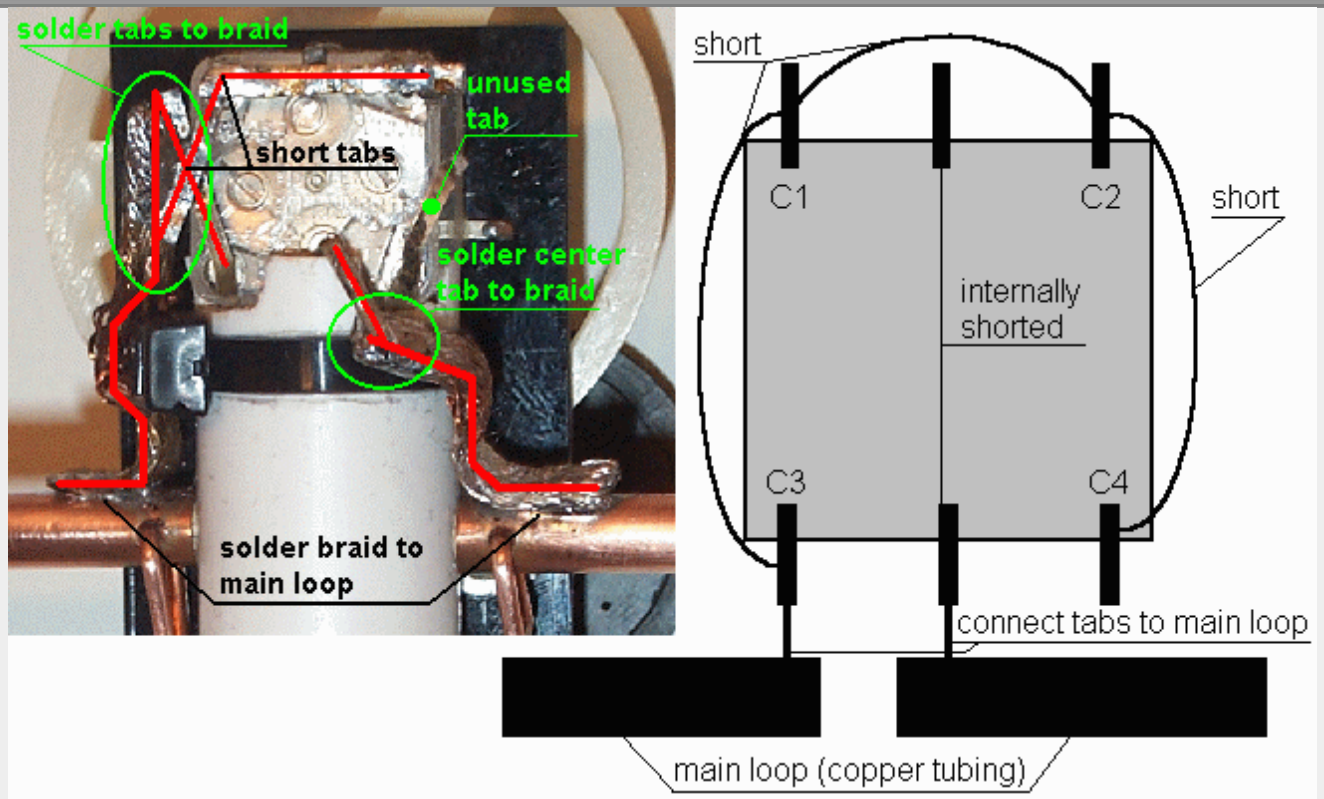 solder tabs to braid
unused
tab
short tabs
solder center
tab to braid
solder braid to
main loop
short
C1
C2
short
internally
shorted
C3
C4
connect tabs to main loop
main loop (copper tubing)